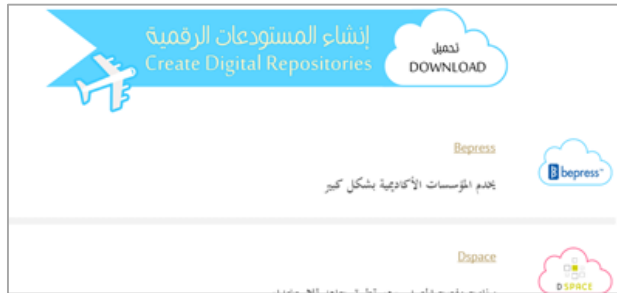 إنشاء المستودعات الرقمية
Create Digital Repositories
تحميل
DOWNLOAD
Bepress
bepress
يخدم المؤسسات الأكاديمية بشكل كبير
Dspace
DSPACE